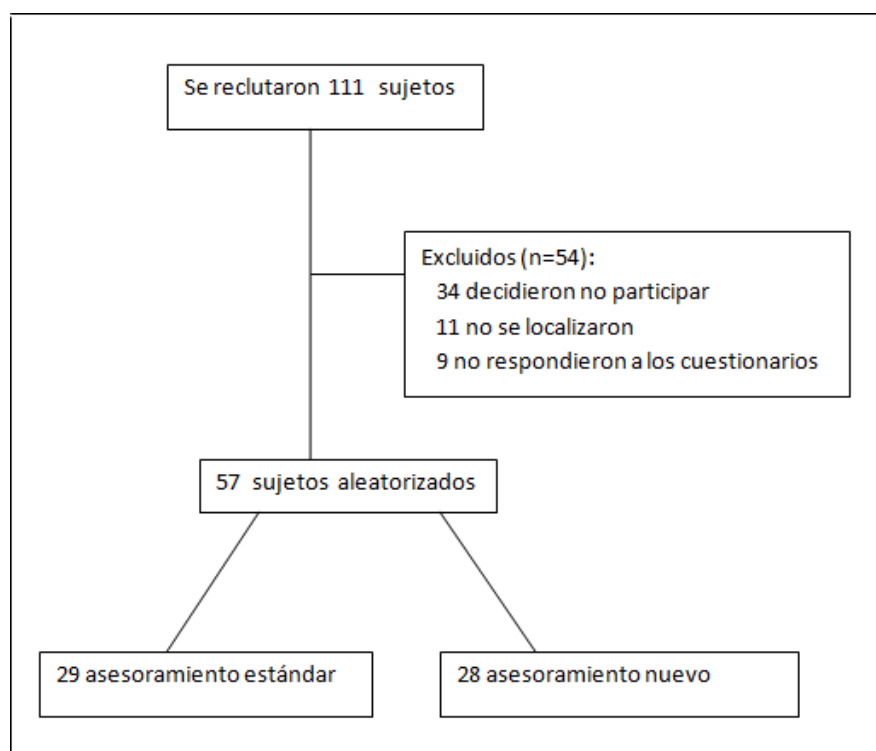 Se reclutaron 111 sujetos
Excluidos (n=54):
34 decidieron no participar
11 no se localizaron
9 no respondieron a los cuestionarios
57 sujetos aleatorizados
29 asesoramiento estándar
28 asesoramiento nuevo